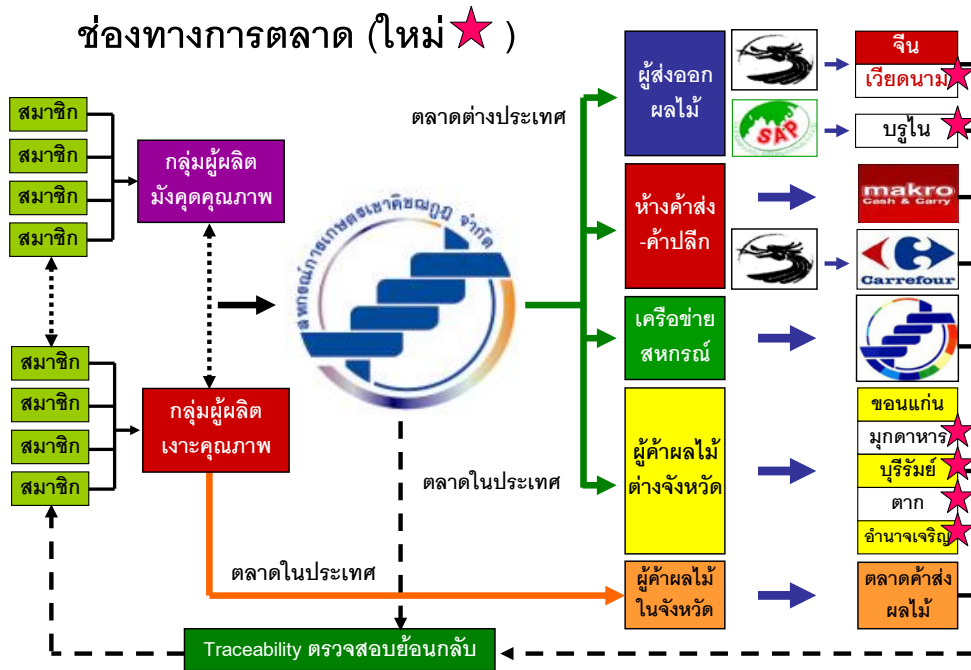 ช่องทางการตลาด (ใหม่ )
สมาชิก
สมาชิก
สมาชิก
สมาชิก
กลุ่มผู้ผลิต
มังคุดคุณภาพ
สมาชิก
สมาชิก
สมาชิก
สมาชิก
กลุ่มผู้ผลิต
เงาะคุณภาพ
สหกรณ์การเกษตรเขาคิชฌกูฏ จำกัด
ตลาดต่างประเทศ
ตลาดในประเทศ
ตลาดในประเทศ
ผู้ส่งออก
ผลไม้
SAP
จีน
เวียดนาม
บรูไน
ห้างค้าส่ง
-ค้าปลีก
makro
Cash & Carry
Carrefour
เครือข่าย
สหกรณ์
ผู้ค้าผลไม้
ต่างจังหวัด
ขอนแก่น
มุกดาหาร
บุรีรัมย์
ตาก
อำนาจเจริญ
ผู้ค้าผลไม้
ในจังหวัด
ตลาดค้าส่ง
ผลไม้
Traceability ตรวจสอบย้อนกลับ